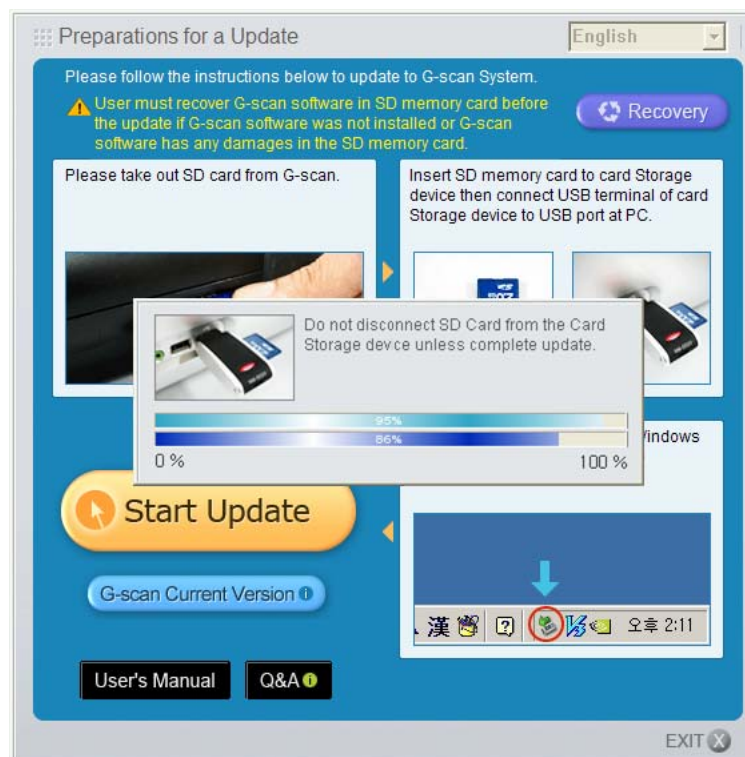 Preparations for a Update
English
Please follow the instructions below to update to G-scan System.
User must recover G-scan software in SD memory card before
the update if G-scan software was not installed or G-scan
software has any damages in the SD memory card.
Recovery
Please take out SD card from G-scan.
Insert SD memory card to card Storage
device then connect USB terminal of card
Storage device to USB port at PC.
Do not disconnect SD Card from the Card
Storage devce unless complete update.
95%
86%
0 %
100 %
Windows
Start Update
G-scan Current Version
漢
오후 2:11
User's Manual
Q&A
EXIT